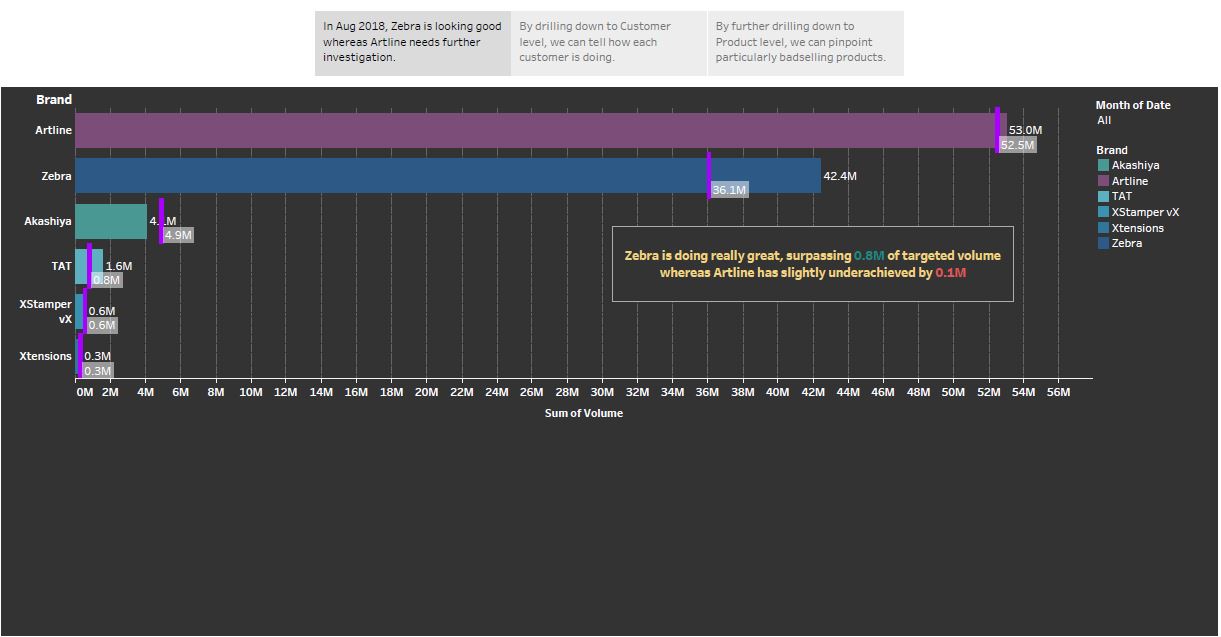 In Aug 2018, Zebra is looking good
whereas Artline needs further
investigation.
By drilling down to Customer
level, we can tell how each
customer is doing.
By further drilling down to
Product level, we can pinpoint
particularly badselling products.
Brand
Artline
53.0M
52.5M
Zebra
42.4M
36.1M
Akashiya
4.1M
4.9M
TAT
1.6M
0.8M
XStamper
vX
0.6M
0.6M
Xtensions
0.3M
0.3M
Zebra is doing really great, surpassing 0.8M of targeted volume
whereas Artline has slightly underachieved by 0.1M
0M 2M 4M 6M 8M 10M 12M 14M 16M 18M 20M 22M 24M 26M 28M 30M 32M 34M 36M 38M 40M 42M 44M 46M 48M 50M 52M 54M 56M
Sum of Volume
Month of Date
All
Brand
Akashiya
Artline
TAT
XStamper vX
Xtensions
Zebra